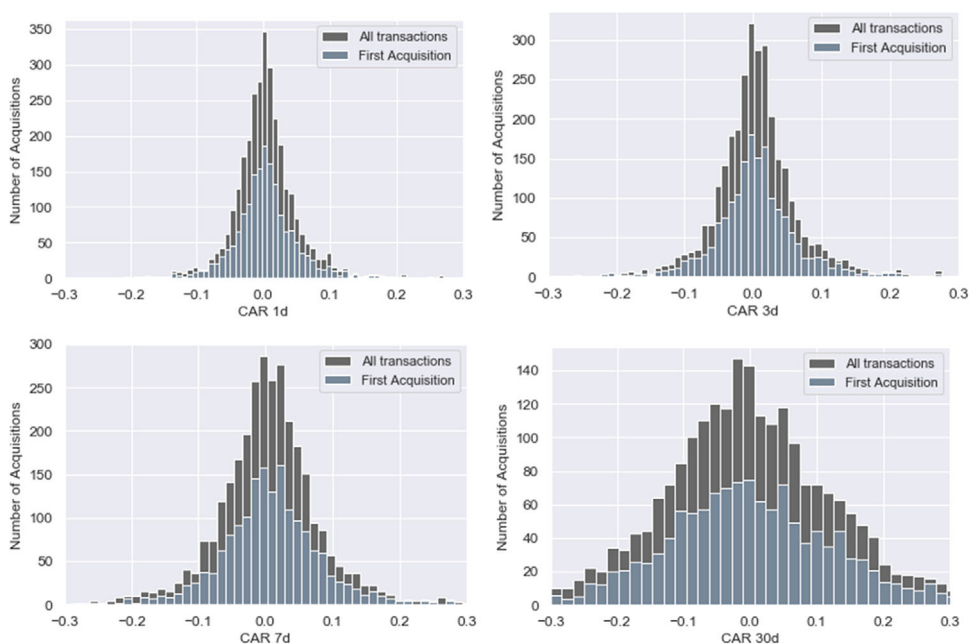 All transactions
First Acquisition
Number of Acquisitions
350
300
250
200
150
100
50
0
−0.3 −0.2 −0.1 0.0 0.1 0.2 0.3
CAR 1d
All transactions
First Acquisition
Number of Acquisitions
300
250
200
150
100
50
0
−0.3 −0.2 −0.1 0.0 0.1 0.2 0.3
CAR 3d
All transactions
First Acquisition
Number of Acquisitions
300
250
200
150
100
50
0
−0.3 −0.2 −0.1 0.0 0.1 0.2 0.3
CAR 7d
All transactions
First Acquisition
Number of Acquisitions
140
120
100
80
60
40
20
0
−0.3 −0.2 −0.1 0.0 0.1 0.2 0.3
CAR 30d